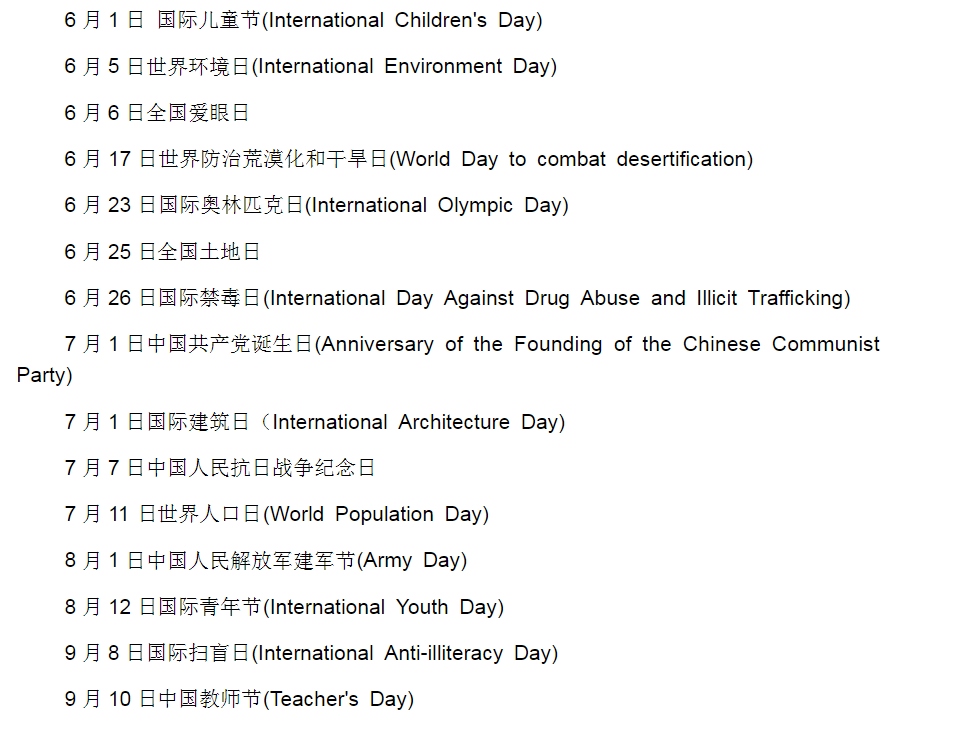 6 月 1 日 国际儿童节(International Children's Day)
6 月 5 日世界环境日(International Environment Day)
6 月 6 日全国爱眼日
6 月 17 日世界防治荒漠化和干旱日(World Day to combat desertification)
6 月 23 日国际奥林匹克日(International Olympic Day)
6 月 25 日全国土地日
6 月 26 日国际禁毒日(International Day Against Drug Abuse and Illicit Trafficking)
7 月 1 日中国共产党诞生日(Anniversary of the Founding of the Chinese Communist
Party)
7 月 1 日国际建筑日（International Architecture Day)
7 月 7 日中国人民抗日战争纪念日
7 月 11 日世界人口日(World Population Day)
8 月 1 日中国人民解放军建军节(Army Day)
8 月 12 日国际青年节(International Youth Day)
9 月 8 日国际扫盲日(International Anti-illiteracy Day)
9 月 10 日中国教师节(Teacher's Day)